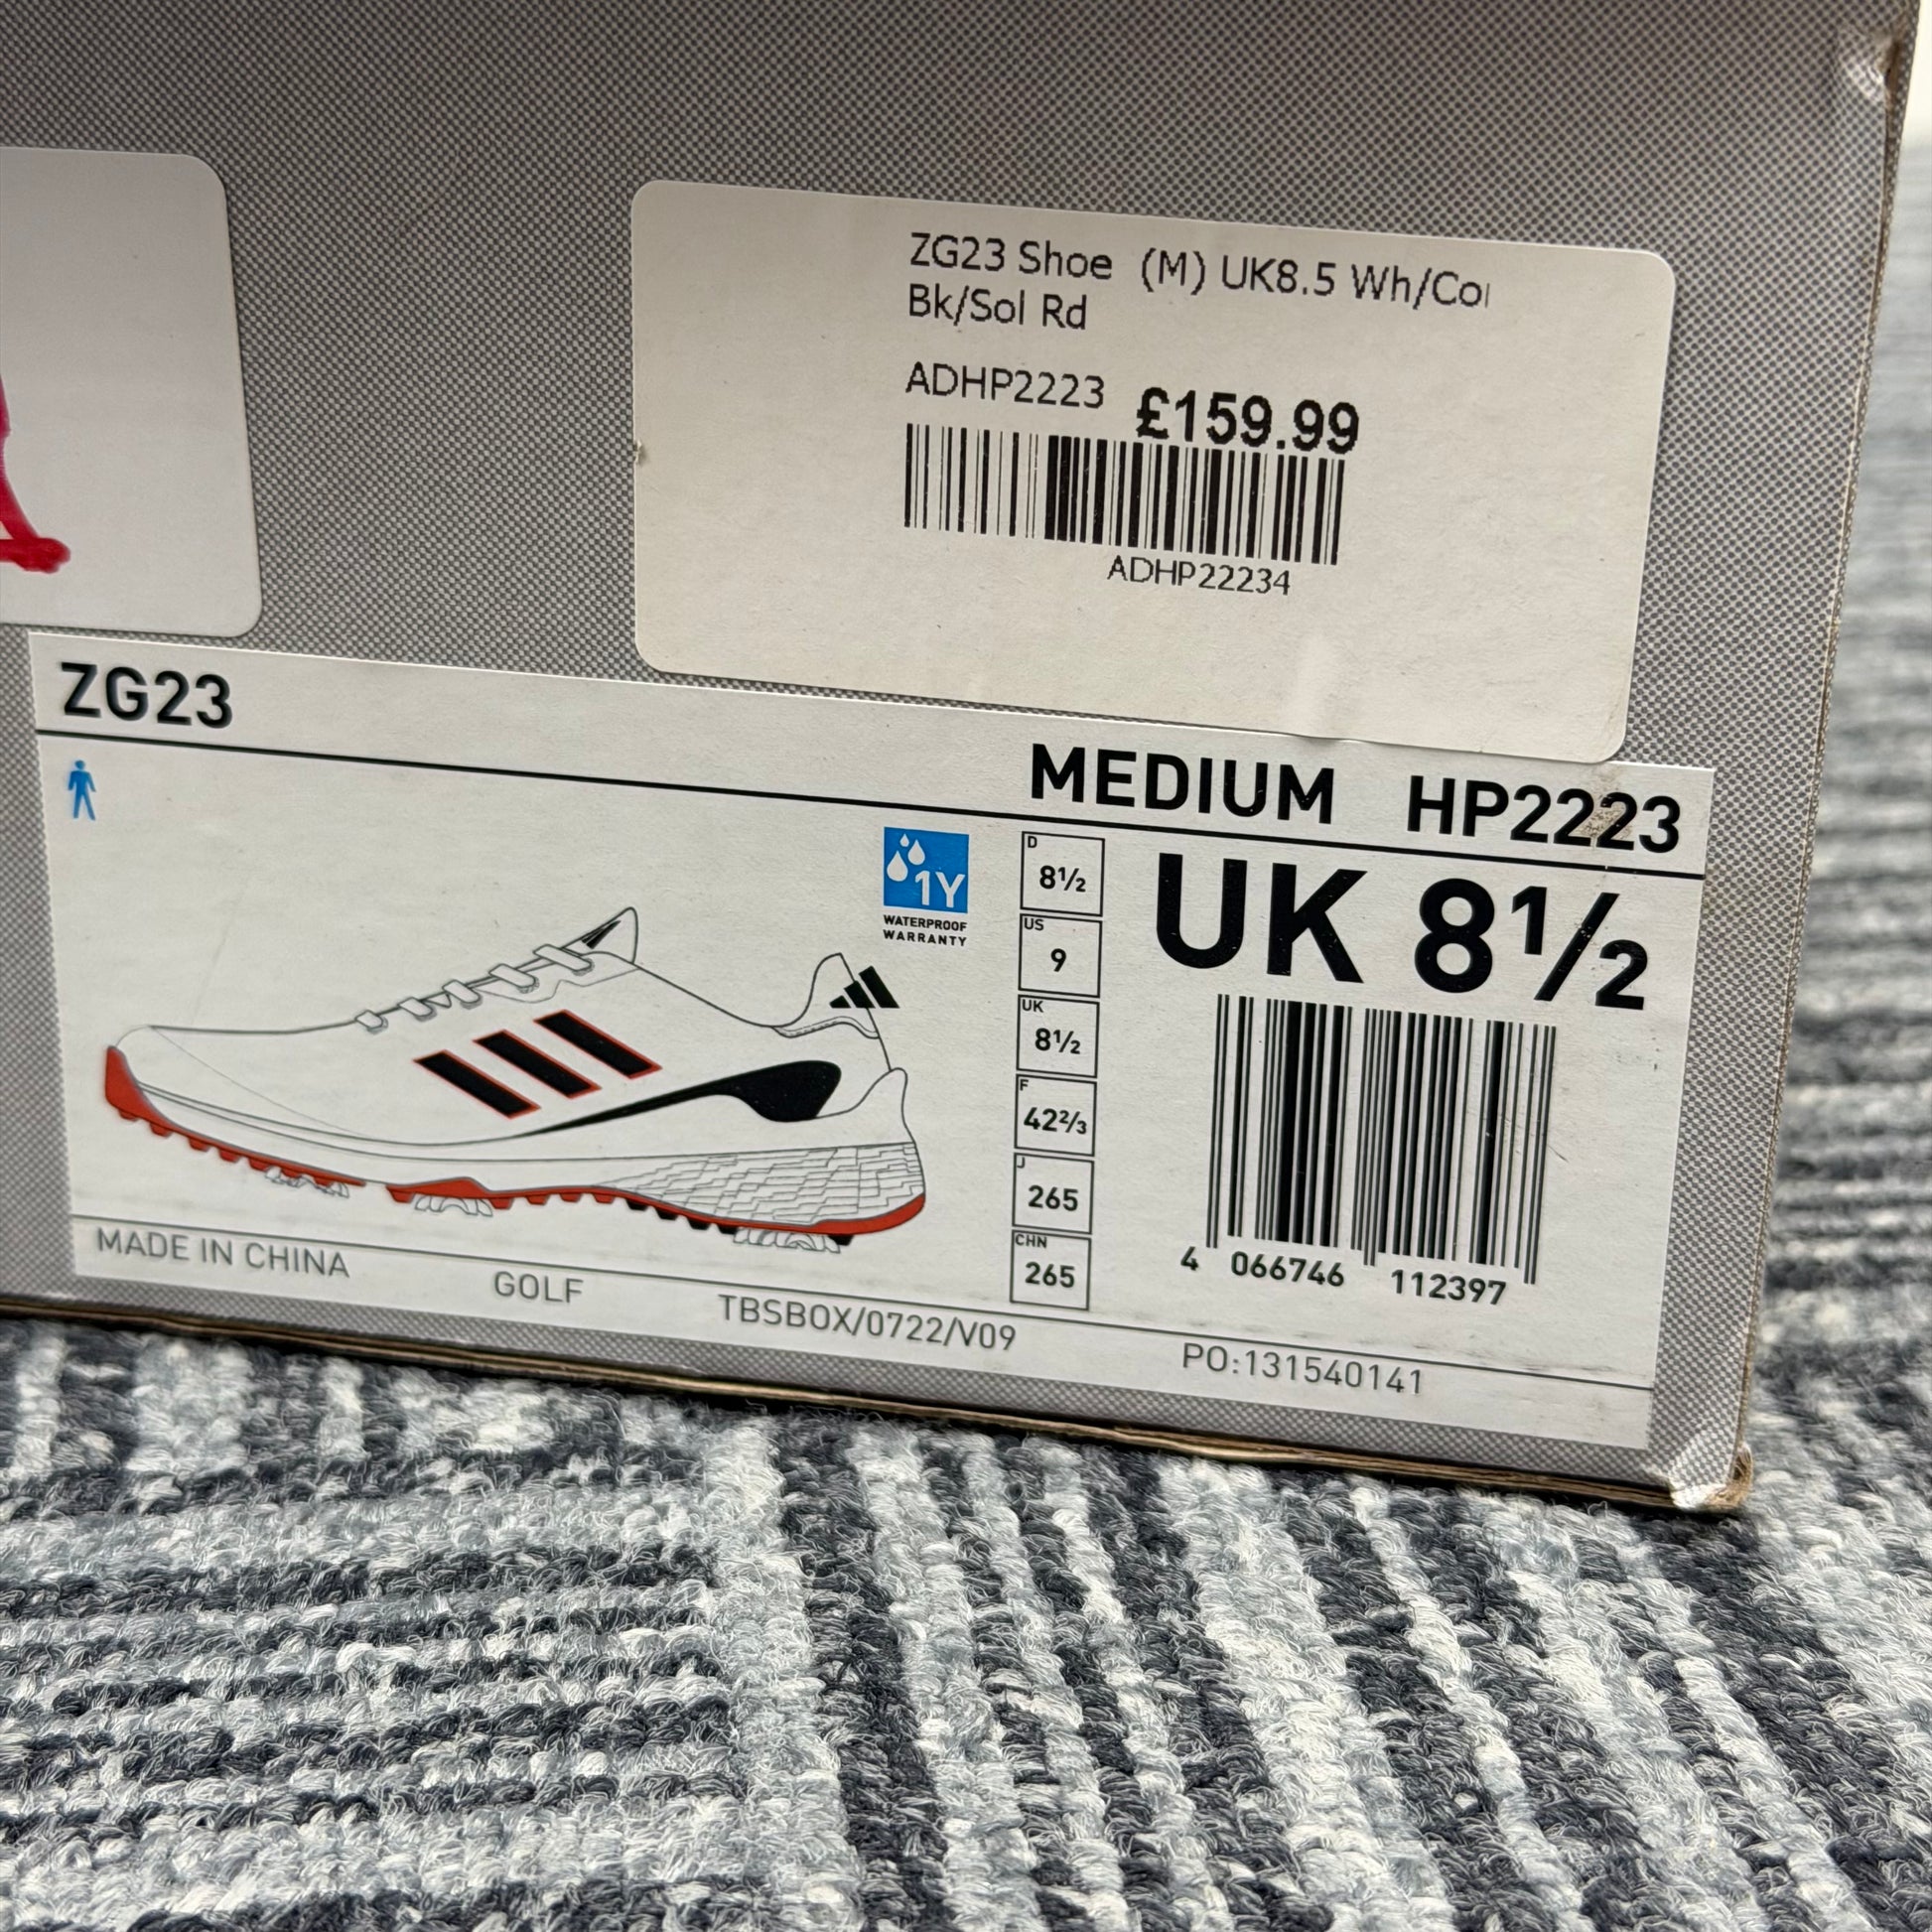 ZG23 Shoe (M) UK8.5 Wh/Co
Bk/Sol Rd
ADHP2223 £159.99
ADHP22234
ZG23
MEDIUM HP2223
1Y
WATERPROOF
WARRANTY
D
8½
US
9
UK
8½
F
42⅔
J
265
CHN
265
UK 8½
4 066746 112397
MADE IN CHINA
GOLF
TBSBOX/0722/V09
PO:131540141